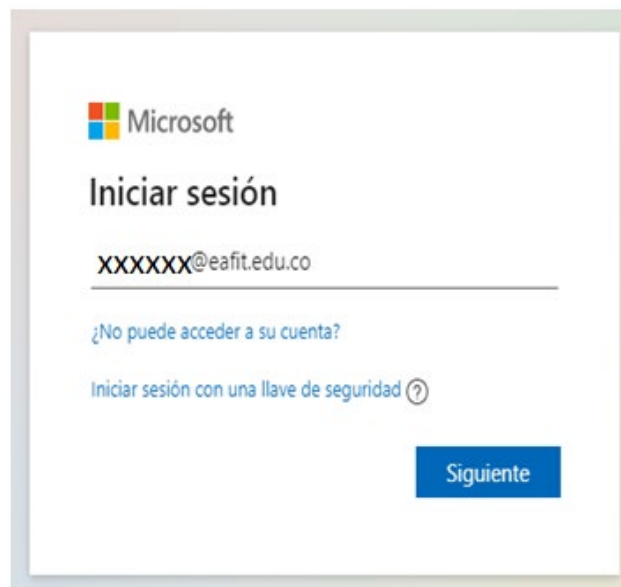 Microsoft
Iniciar sesión
xxxxxx@eafit.edu.co
¿No puede acceder a su cuenta?
Iniciar sesión con una llave de seguridad ?
Siguiente